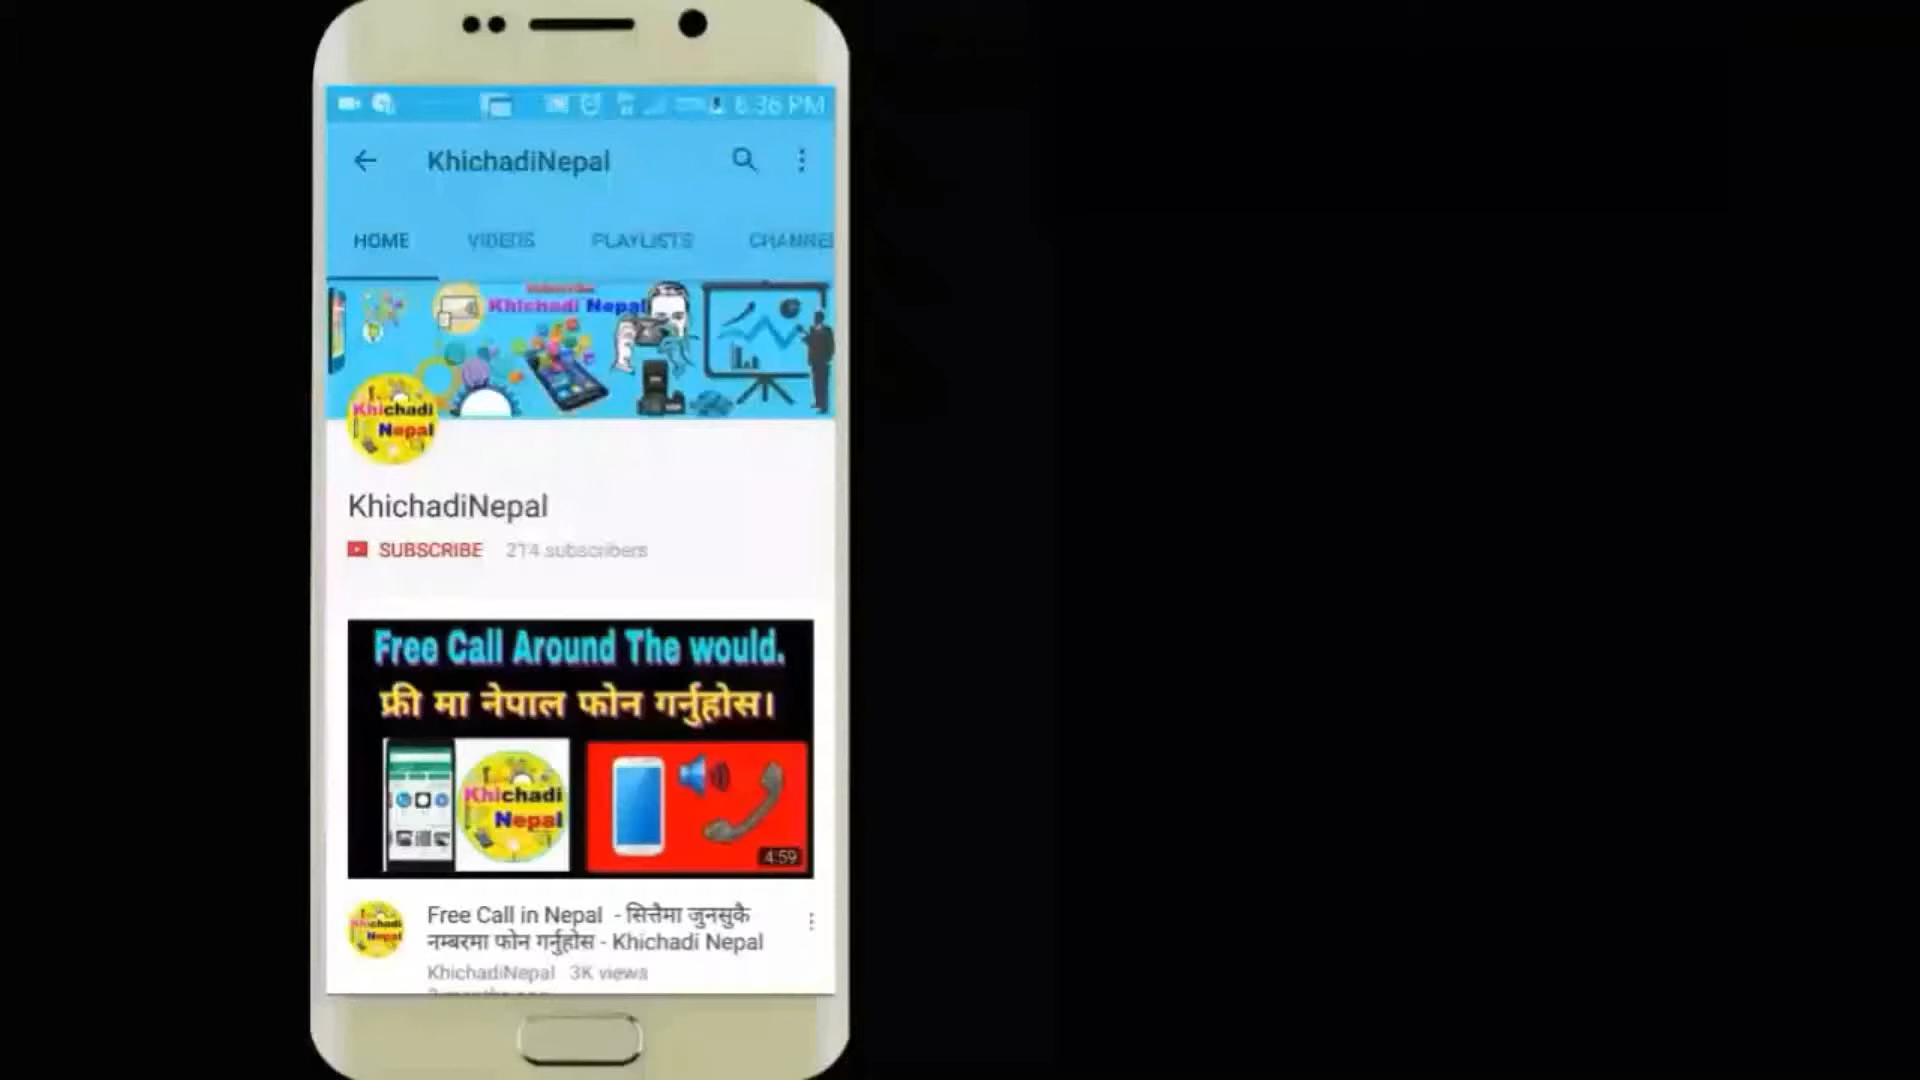 6:36 PM
KhichadiNepal
HOME VIDEOS PLAYLISTS CHANNEL
Khichadi Nepal
Khichadi
Nepal
KhichadiNepal
SUBSCRIBE 214 subscribers
Free Call Around The would.
फ्री मा नेपाल फोन गर्नुहोस।
Khichadi
Nepal
4:59
Free Call in Nepal - सित्तैमा जुनसुकै
नम्बरमा फोन गर्नुहोस - Khichadi Nepal
Khichadi
Nepal
KhichadiNepal 3K views